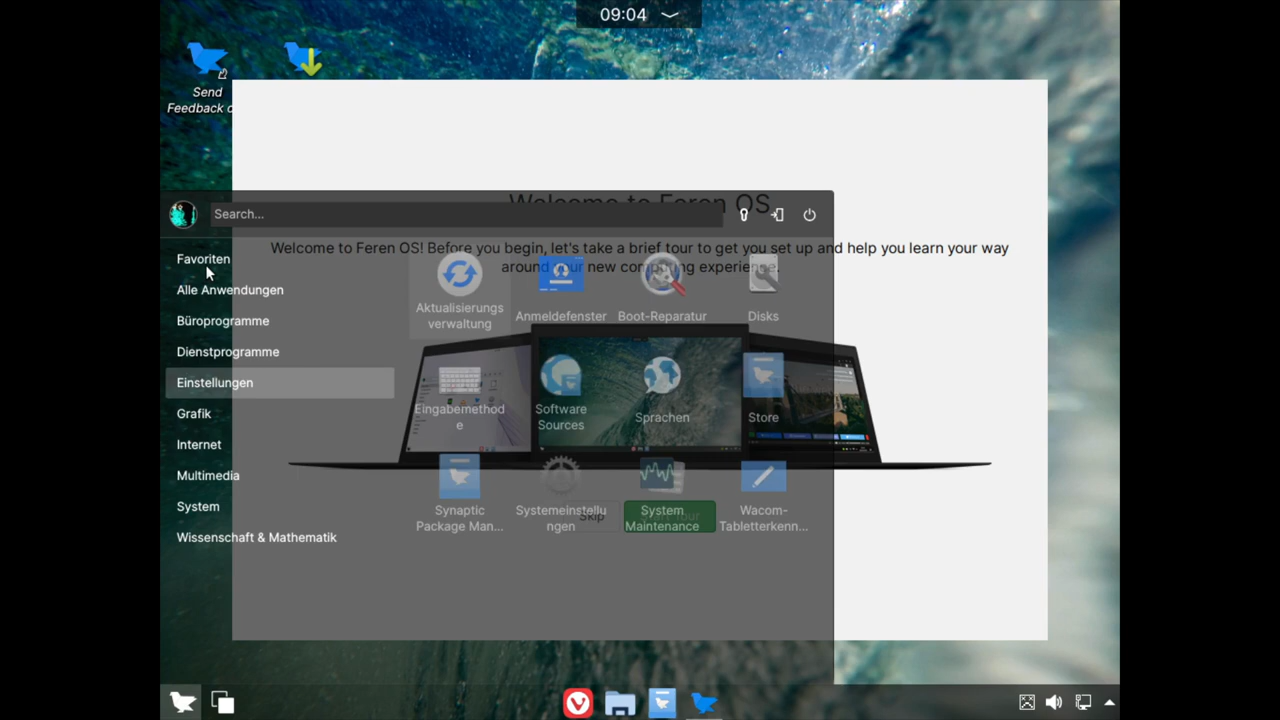 09:04
Send
Feedback o
Welcome to Feren OS
Search...
Welcome to Feren OS! Before you begin, let's take a brief tour to get you set up and help you learn your way
around your new computing experience.
Favoriten
Alle Anwendungen
Büroprogramme
Dienstprogramme
Einstellungen
Grafik
Internet
Multimedia
System
Wissenschaft & Mathematik
Aktualisierungs
verwaltung
Anmeldefenster
Boot-Reparatur
Disks
Eingabemethod
e
Software
Sources
Sprachen
Store
Synaptic
Package Man...
Systemeinstellu
ngen
System
Maintenance
Wacom-
Tabletterkenn...
Skip